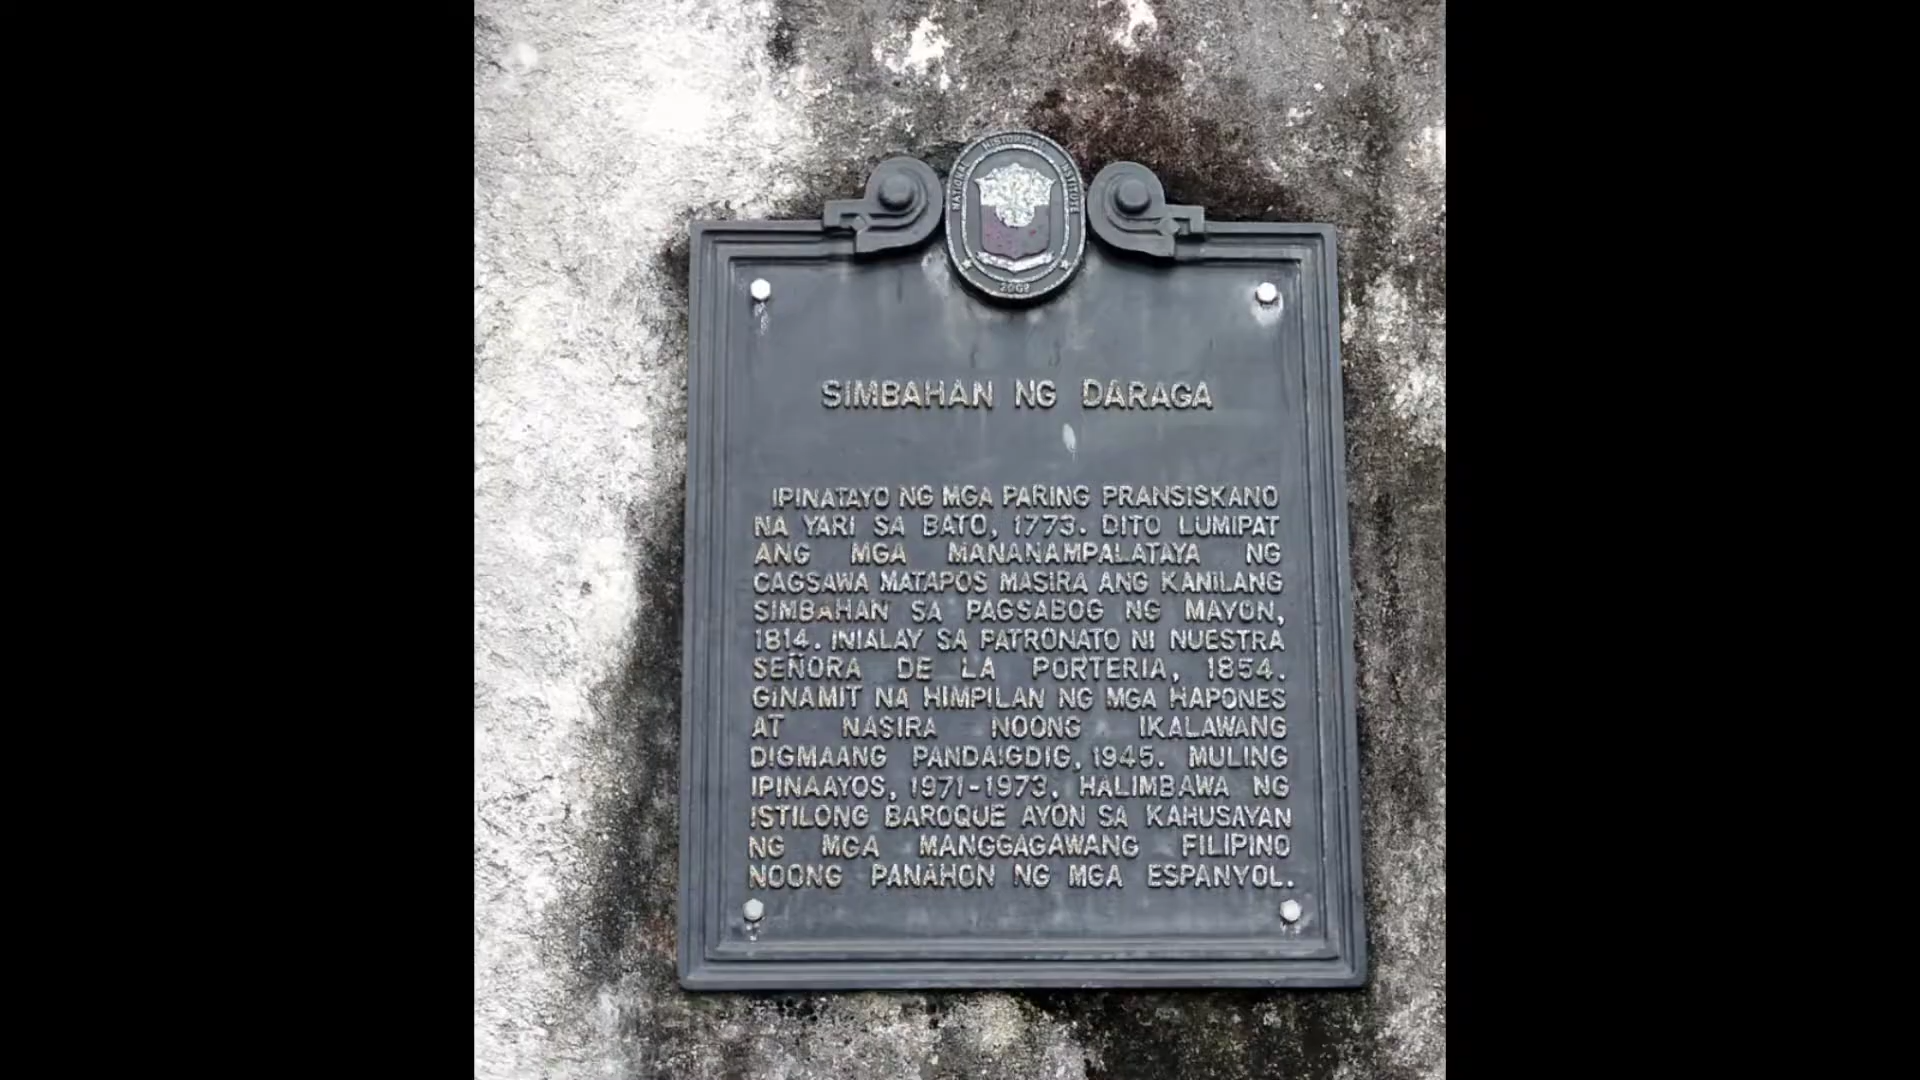 NATIONAL HISTORICAL INSTITUTE
SIMBAHAN NG DARAGA
IPINATAYO NG MGA PARING PRANSISKANO
NA YARI SA BATO, 1773. DITO LUMIPAT
ANG MGA MANANAMPALATAYA NG
CAGSAWA MATAPOS MASIRA ANG KANILANG
SIMBAHAN SA PAGSABOG NG MAYON,
1814. INIALAY SA PATRONATO NI NUESTRA
SEÑORA DE LA PORTERIA, 1854.
GINAMIT NA HIMPILAN NG MGA HAPONES
AT NASIRA NOONG IKALAWANG
DIGMAANG PANDAIGDIG, 1945. MULING
IPINAAYOS, 1971-1973. HALIMBAWA NG
ISTILONG BAROQUE AYON SA KAHUSAYAN
NG MGA MANGGAGAWANG FILIPINO
NOONG PANAHON NG MGA ESPANYOL.